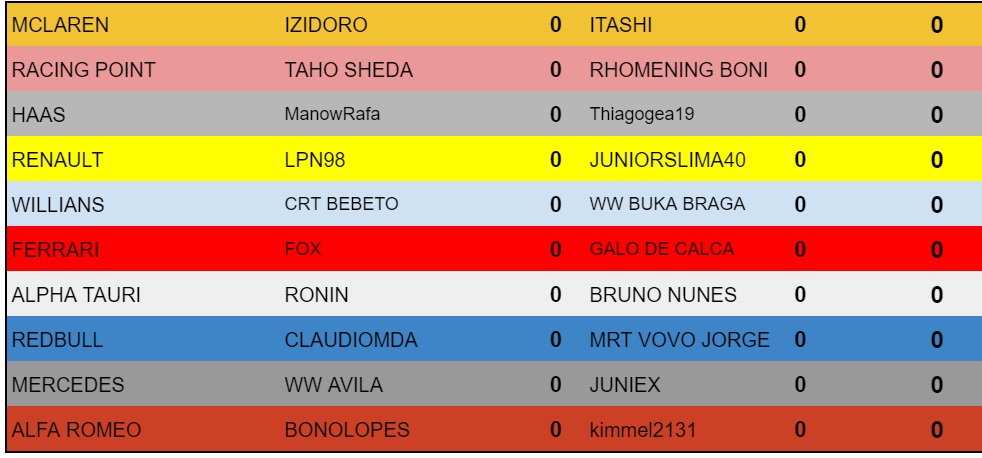 MCLAREN IZIDORO 0 ITASHI 0 0
RACING POINT TAHO SHEDA 0 RHOMENING BONI 0 0
HAAS ManowRafa 0 Thiagogea19 0 0
RENAULT LPN98 0 JUNIORSLIMA40 0 0
WILLIANS CRT BEBETO 0 WW BUKA BRAGA 0 0
FERRARI FOX 0 GALO DE CALCA 0 0
ALPHA TAURI RONIN 0 BRUNO NUNES 0 0
REDBULL CLAUDIOMDA 0 MRT VOVO JORGE 0 0
MERCEDES WW AVILA 0 JUNIEX 0 0
ALFA ROMEO BONOLOPES 0 kimmel2131 0 0